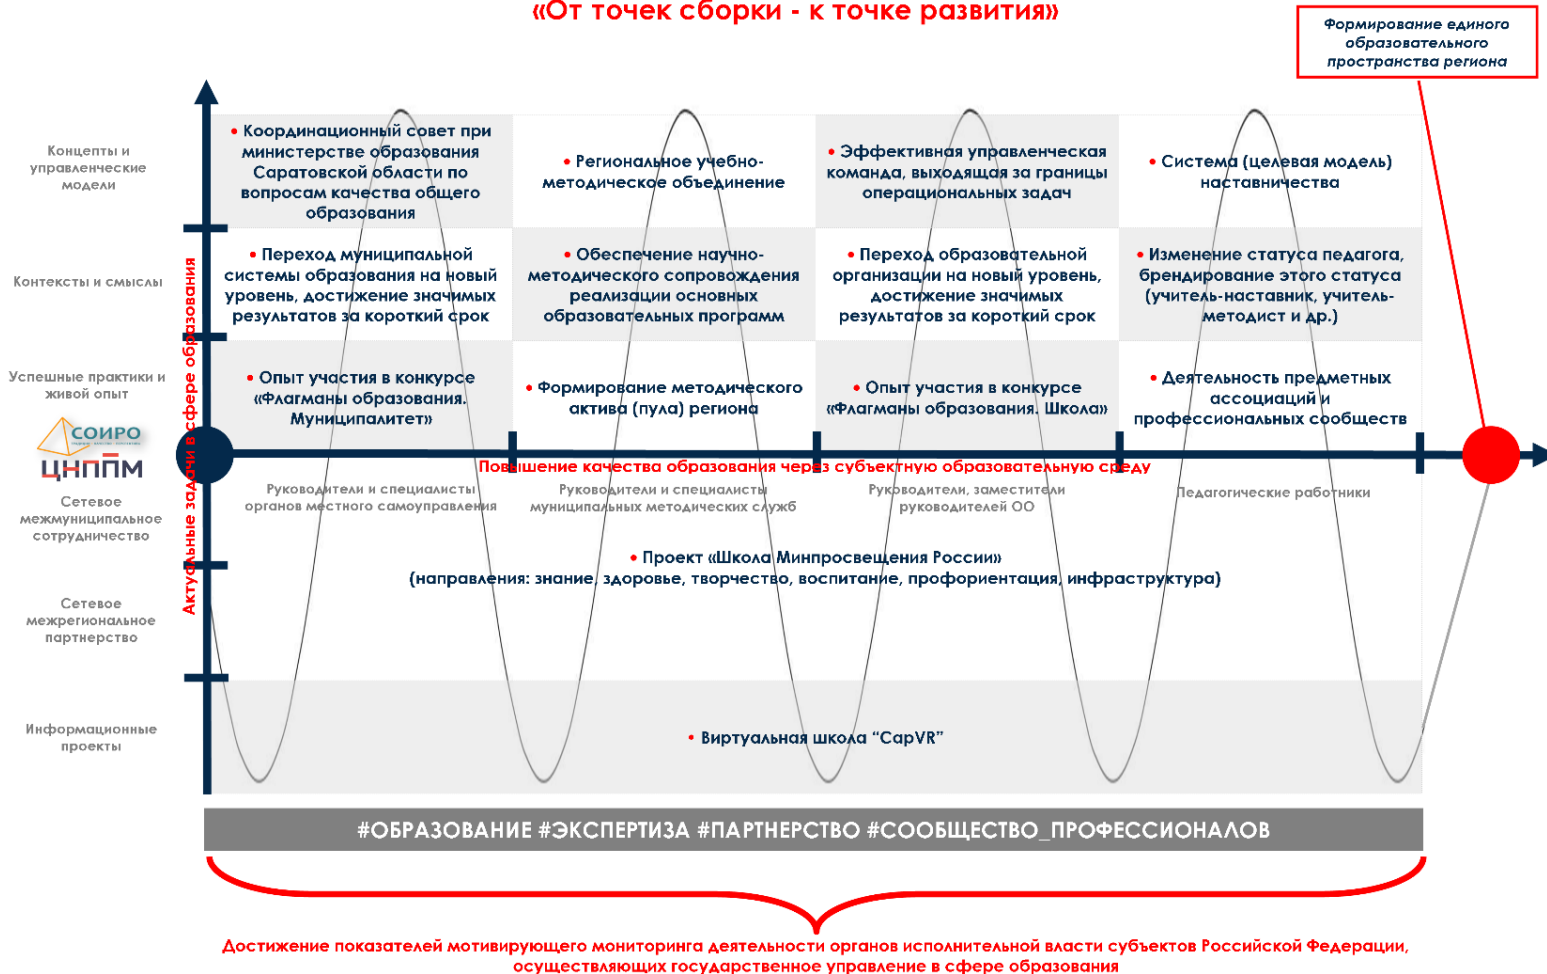 «От точек сборки - к точке развития»
Формирование единого
образовательного
пространства региона
Концепты и
управленческие
модели
• Координационный совет при
министерстве образования
Саратовской области по
вопросам качества общего
образования
• Региональное учебно-
методическое объединение
• Эффективная управленческая
команда, выходящая за границы
операциональных задач
• Система (целевая модель)
наставничества
Контексты и смыслы
• Переход муниципальной
системы образования на новый
уровень, достижение значимых
результатов за короткий срок
• Обеспечение научно-
методического сопровождения
реализации основных
образовательных программ
• Переход образовательной
организации на новый уровень,
достижение значимых
результатов за короткий срок
• Изменение статуса педагога,
брендирование этого статуса
(учитель-наставник, учитель-
методист и др.)
Успешные практики и
живой опыт
• Опыт участия в конкурсе
«Флагманы образования.
Муниципалитет»
• Формирование методического
актива (пула) региона
• Опыт участия в конкурсе
«Флагманы образования. Школа»
• Деятельность предметных
ассоциаций и
профессиональных сообществ
Актуальные задачи в сфере образования
СОИРО
ЦНППМ
Повышение качества образования через субъектную образовательную среду
Руководители и специалисты
органов местного самоуправления
Руководители и специалисты
муниципальных методических служб
Руководители, заместители
руководителей ОО
Педагогические работники
Сетевое
межмуниципальное
сотрудничество
• Проект «Школа Минпросвещения России»
(направления: знание, здоровье, творчество, воспитание, профориентация, инфраструктура)
Сетевое
межрегиональное
партнерство
Информационные
проекты
• Виртуальная школа “СарVR”
#ОБРАЗОВАНИЕ #ЭКСПЕРТИЗА #ПАРТНЕРСТВО #СООБЩЕСТВО_ПРОФЕССИОНАЛОВ
Достижение показателей мотивирующего мониторинга деятельности органов исполнительной власти субъектов Российской Федерации,
осуществляющих государственное управление в сфере образования